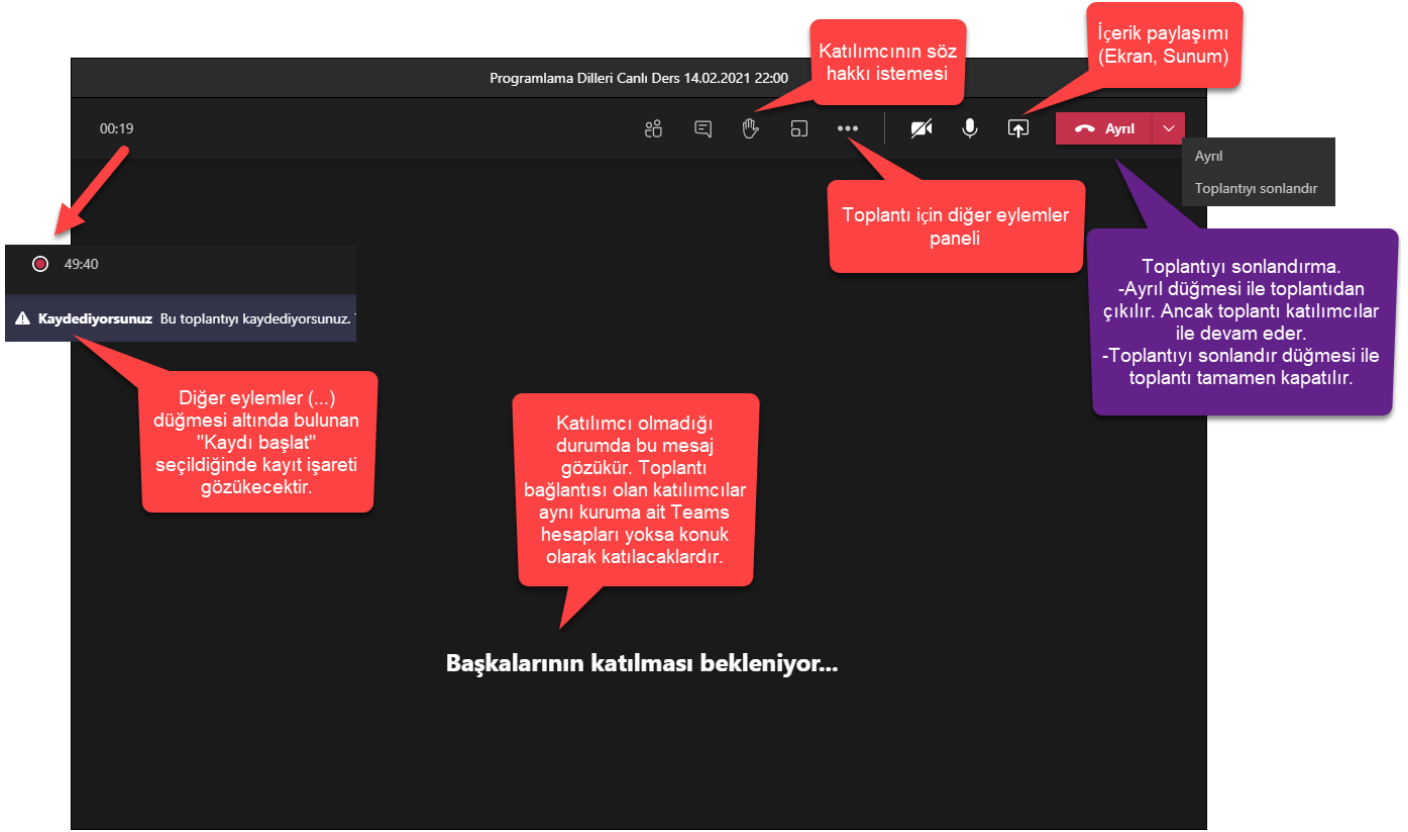 Katılımcının söz
hakkı istemesi
İçerik paylaşımı
(Ekran, Sunum)
Programlama Dilleri Canlı Ders 14.02.2021 22:00
00:19
Ayrıl
Ayrıl
Toplantıyı sonlandır
Toplantı için diğer eylemler
paneli
49:40
Kaydediyorsunuz Bu toplantıyı kaydediyorsunuz.
Toplantıyı sonlandırma.
-Ayrıl düğmesi ile toplantıdan
çıkılır. Ancak toplantı katılımcılar
ile devam eder.
-Toplantıyı sonlandır düğmesi ile
toplantı tamamen kapatılır.
Diğer eylemler (...)
düğmesi altında bulunan
"Kaydı başlat"
seçildiğinde kayıt işareti
gözükecektir.
Katılımcı olmadığı
durumda bu mesaj
gözükür. Toplantı
bağlantısı olan katılımcılar
aynı kuruma ait Teams
hesapları yoksa konuk
olarak katılacaklardır.
Başkalarının katılması bekleniyor...